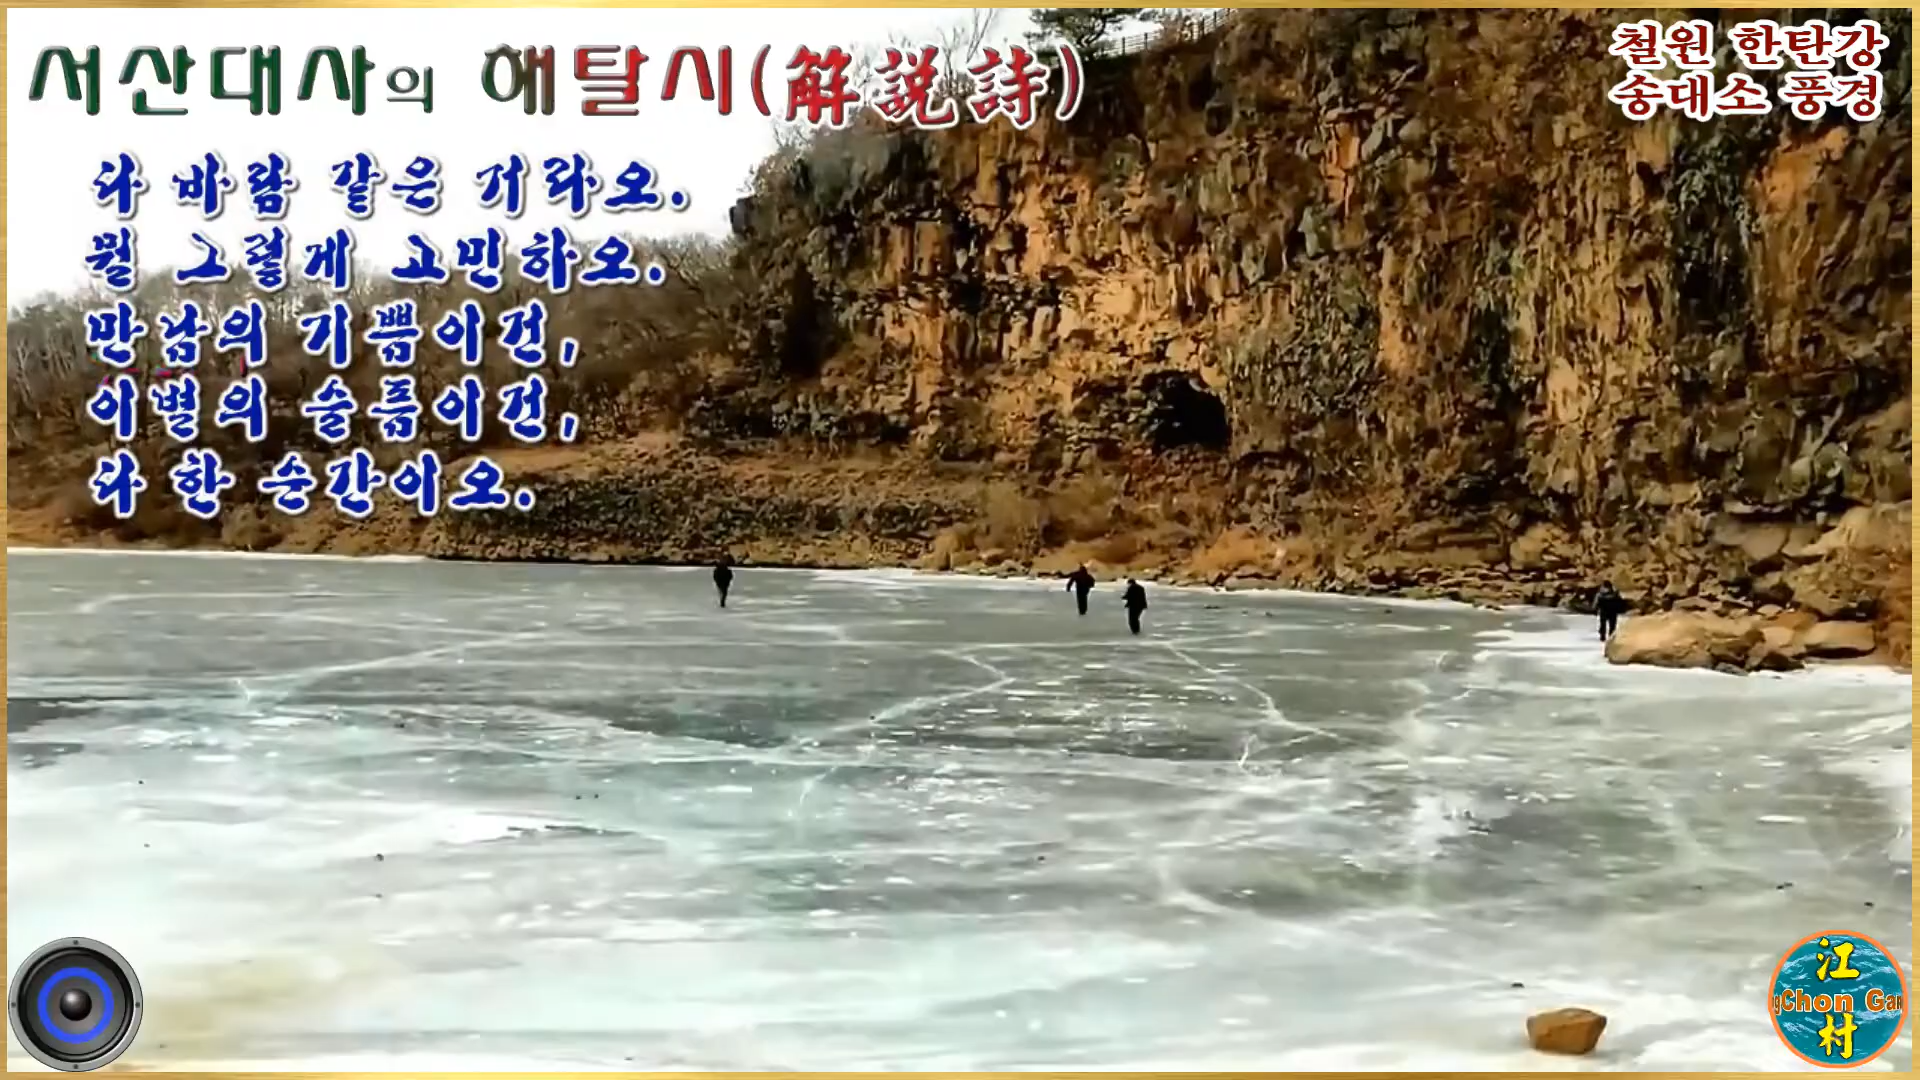 서산대사의 해탈시(解説詩)
철원 한탄강
송대소 풍경
다 바람 같은 거라오.
뭘 그렇게 고민하오.
만남의 기쁨이건,
이별의 슬픔이건,
다 한 순간이오.
江
gChon Gan
村